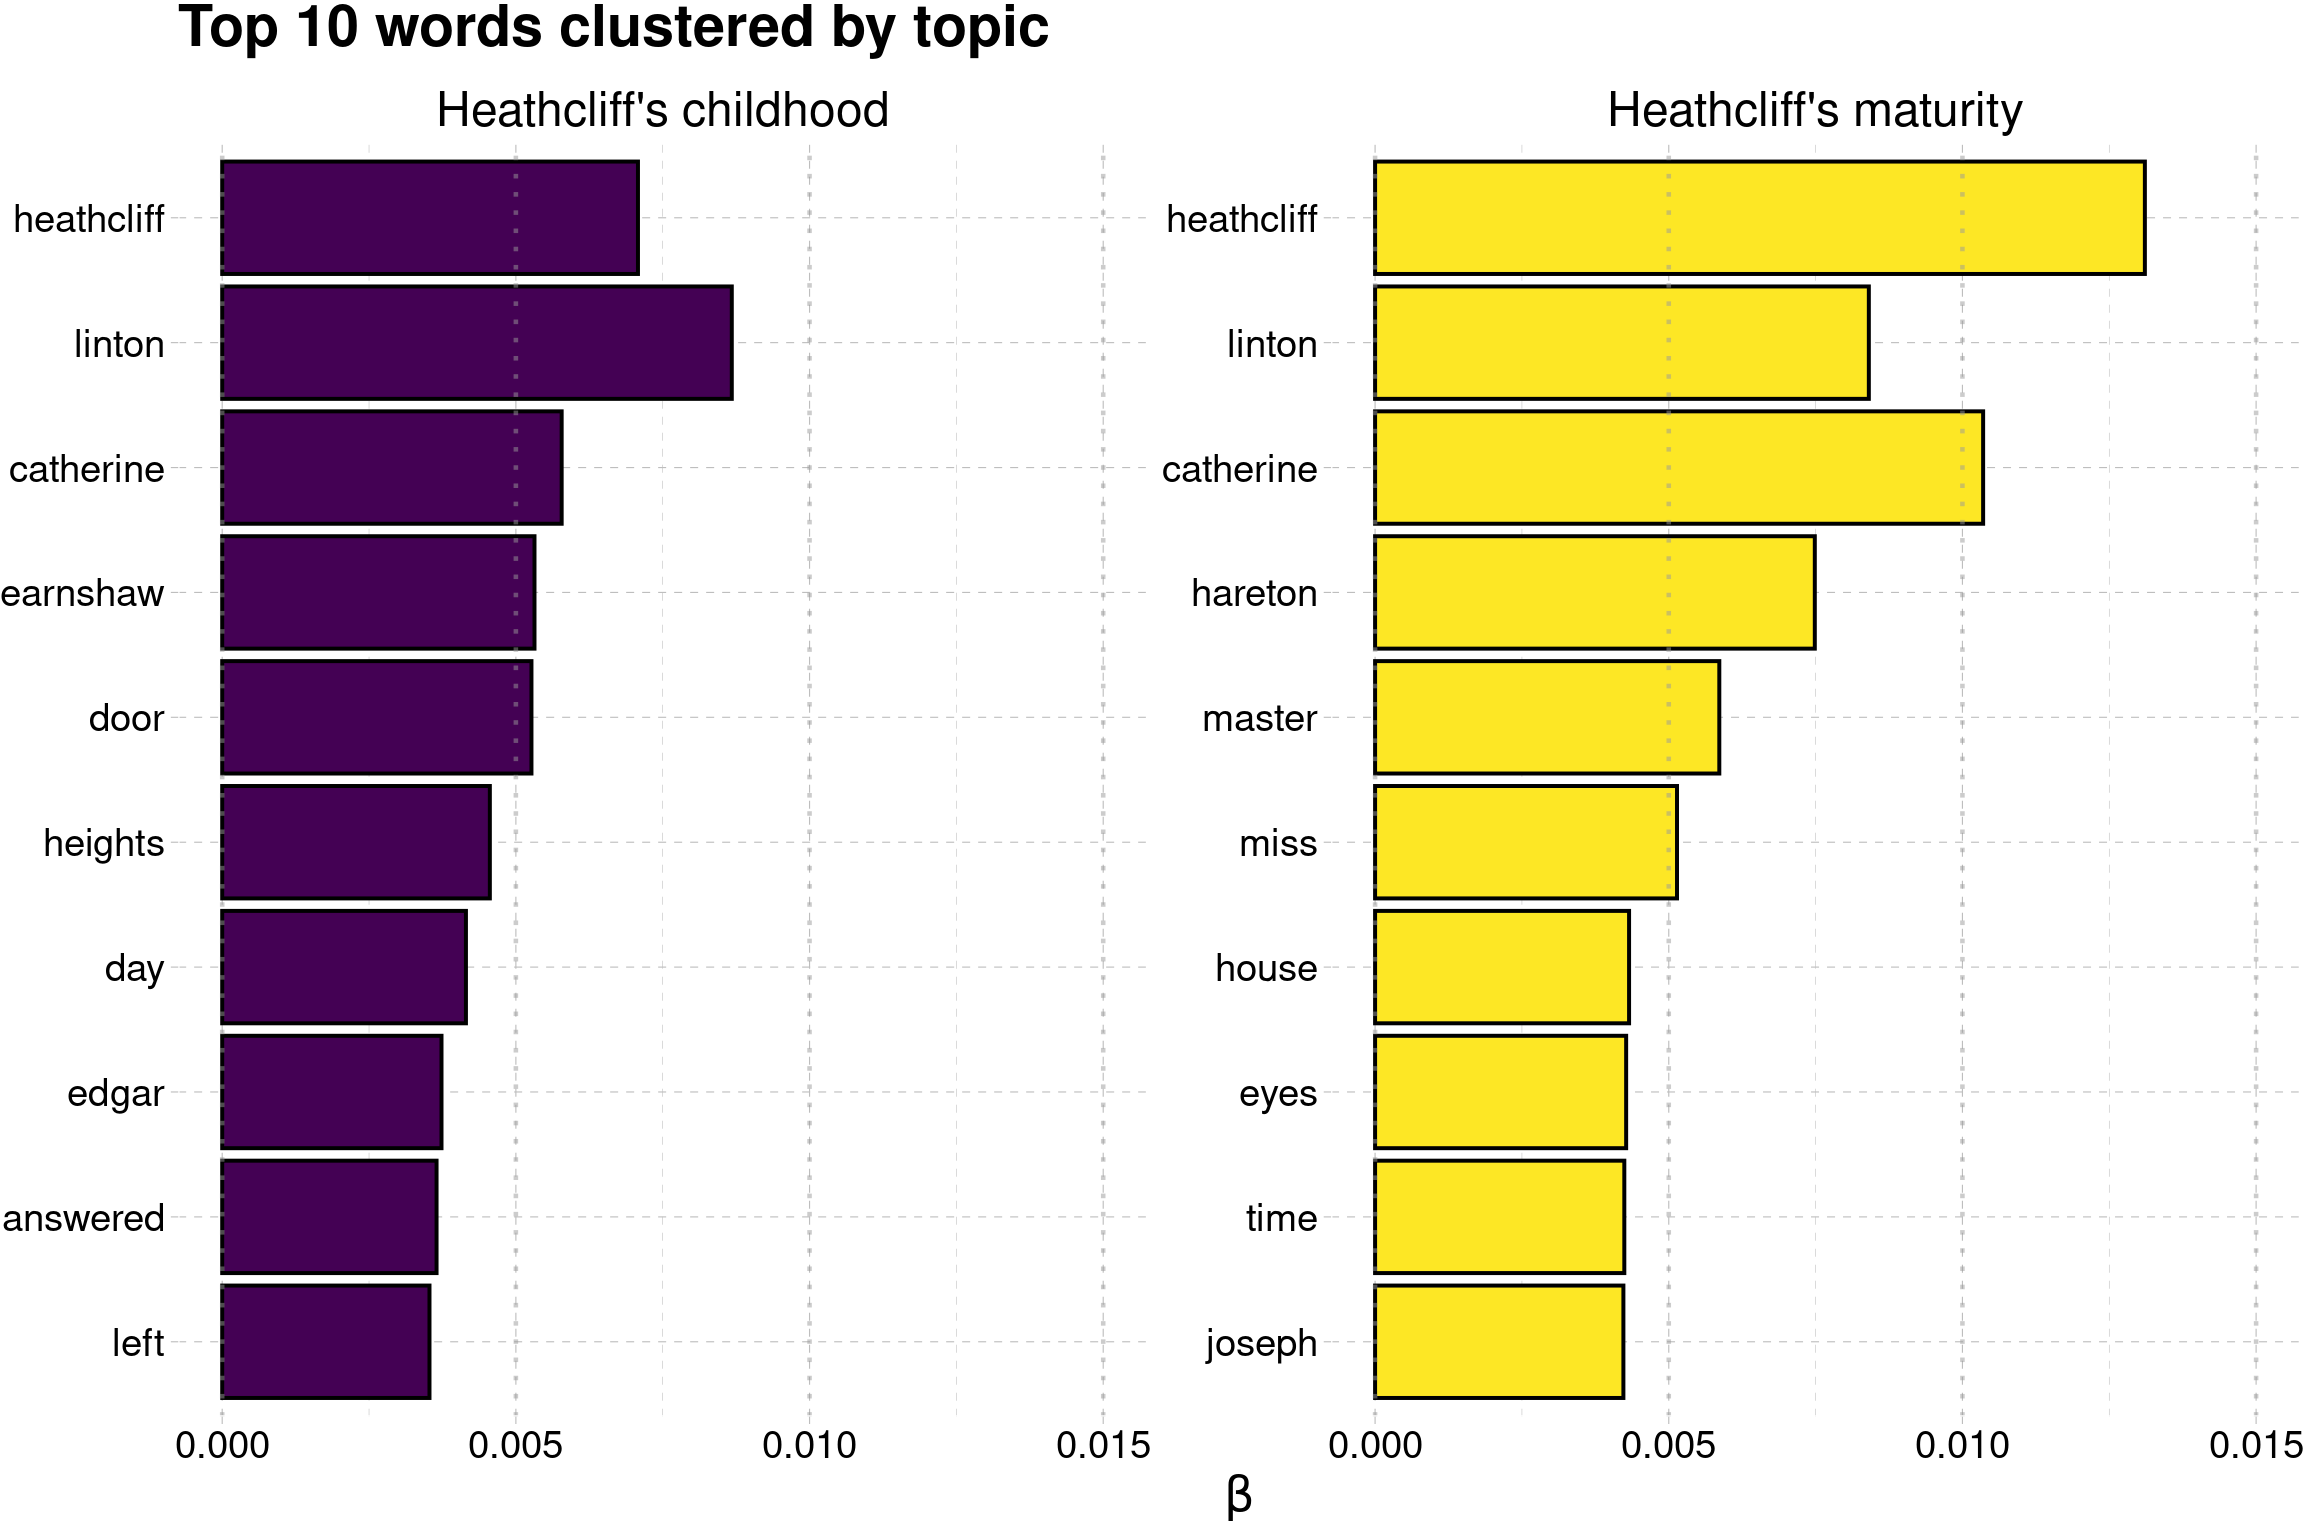 Top 10 words clustered by topic
Heathcliff's childhood
heathcliff
linton
catherine
earnshaw
door
heights
day
edgar
answered
left
0.000 0.005 0.010 0.015
Heathcliff's maturity
heathcliff
linton
catherine
hareton
master
miss
house
eyes
time
joseph
0.000 0.005 0.010 0.015
β